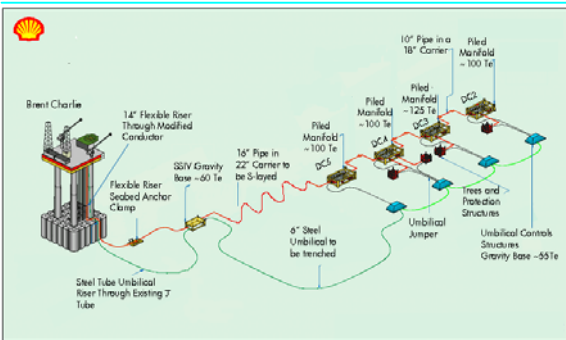 10" Pipe in a
18" Carrier
Piled
Manifold
~100 Te
Brent Charlie
14" Flexible Riser
Through Modified
Conductor
Piled
Manifold
~125 Te
DC2
Piled
Manifold
~100 Te
DC3
Piled
Manifold
~100 Te
DC4
16" Pipe in
22" Carrier to
be S-layed
SSIV Gravity
Base ~60 Te
DC5
Flexible Riser
Seabed Anchor
Clamp
Trees and
Protection
Structures
Umbilical
Jumper
Umbilical Controls
Structures
Gravity Base ~55Te
6" Steel
Umbilical to
be trenched
Steel Tube Umbilical
Riser Through Existing J
Tube